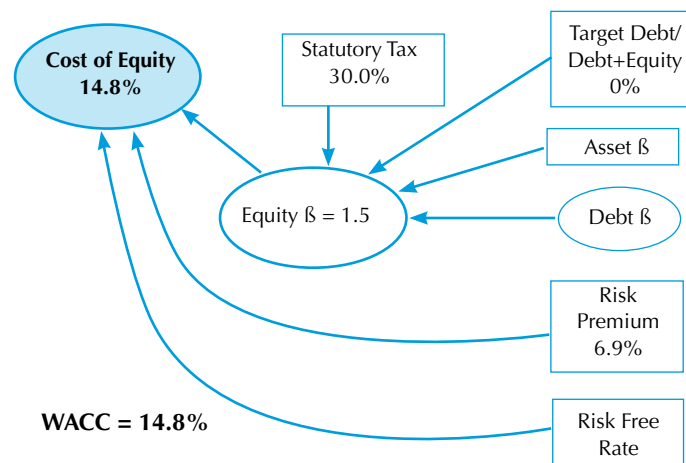 Cost of Equity
14.8%
Statutory Tax
30.0%
Target Debt/
Debt+Equity
0%
Asset ß
Equity ß = 1.5
Debt ß
Risk
Premium
6.9%
WACC = 14.8%
Risk Free
Rate